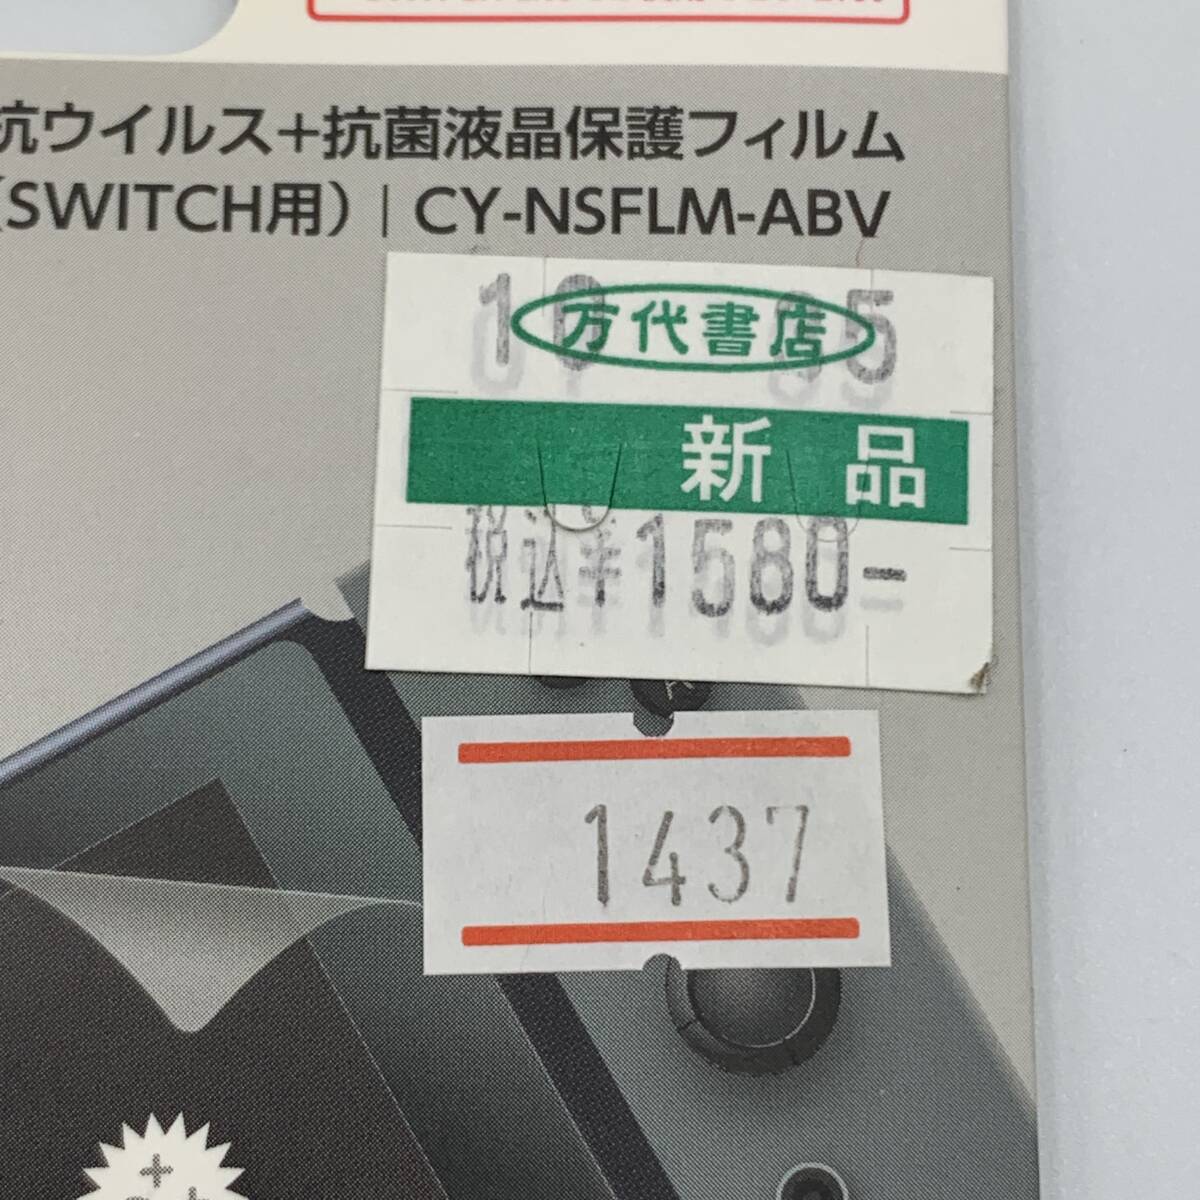 抗ウイルス+抗菌液晶保護フィルム
（SWITCH用）| CY-NSFLM-ABV
万代書店
新品
税込¥1580-
1437
+